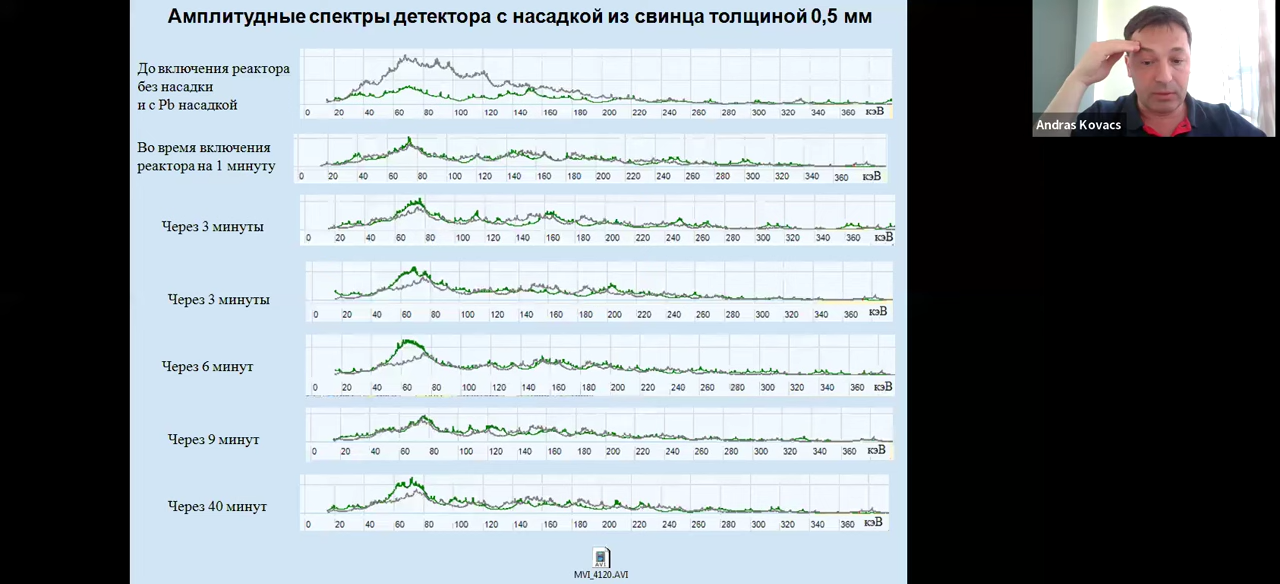 Амплитудные спектры детектора с насадкой из свинца толщиной 0,5 мм
До включения реактора
без насадки
и с Pb насадкой
0 20 40 60 80 100 120 140 160 180 200 220 240 260 280 300 320 340 360 кэВ
Во время включения
реактора на 1 минуту
0 20 40 60 80 100 120 140 160 180 200 220 240 260 280 300 320 340 360 кэВ
Через 3 минуты
0 20 40 60 80 100 120 140 160 180 200 220 240 260 280 300 320 340 360 кэВ
Через 3 минуты
0 20 40 60 80 100 120 140 160 180 200 220 240 260 280 300 320 340 360 кэВ
Через 6 минут
0 20 40 60 80 100 120 140 160 180 200 220 240 260 280 300 320 340 360 кэВ
Через 9 минут
0 20 40 60 80 100 120 140 160 180 200 220 240 260 280 300 320 340 360 кэВ
Через 40 минут
0 20 40 60 80 100 120 140 160 180 200 220 240 260 280 300 320 340 360 кэВ
AVI
MVI_4120.AVI
Andras Kovacs